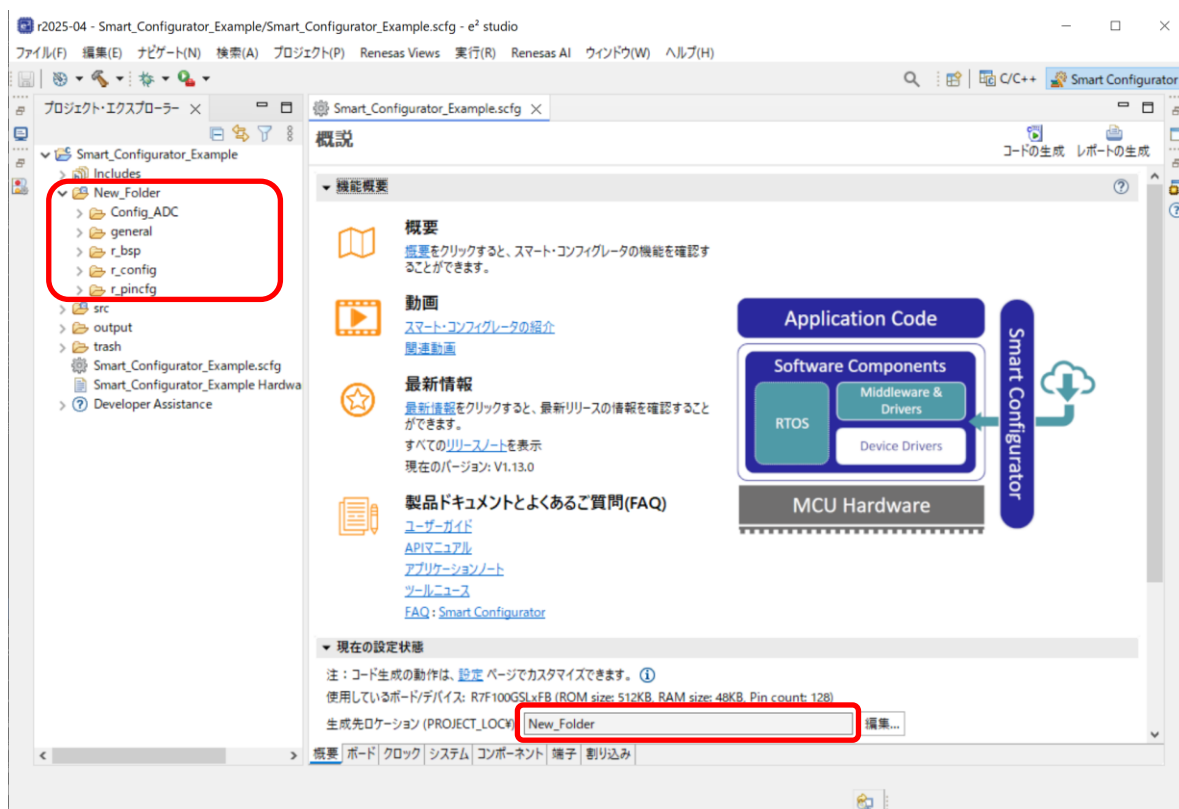 r2025-04 - Smart_Configurator_Example/Smart_Configurator_Example.scfg - e² studio
ファイル(F) 編集(E) ナビゲート(N) 検索(A) プロジェクト(P) Renesas Views 実行(R) Renesas AI ウィンドウ(W) ヘルプ(H)
C/C++ Smart Configurator
プロジェクト・エクスプローラー
Smart_Configurator_Example
Includes
New_Folder
Config_ADC
general
r_bsp
r_config
r_pincfg
src
output
trash
Smart_Configurator_Example.scfg
Smart_Configurator_Example Hardwa
Developer Assistance
Smart_Configurator_Example.scfg
概説
コードの生成 レポートの生成
機能概要
概要
概要をクリックすると、スマート・コンフィグレータの機能を確認す
ることができます。
動画
スマート・コンフィグレータの紹介
関連動画
最新情報
最新情報をクリックすると、最新リリースの情報を確認すること
ができます。
すべてのリリースノートを表示
現在のバージョン: V1.13.0
製品ドキュメントとよくあるご質問(FAQ)
ユーザーガイド
APIマニュアル
アプリケーションノート
ツールニュース
FAQ : Smart Configurator
Application Code
Software Components
RTOS
Middleware &
Drivers
Device Drivers
MCU Hardware
Smart Configurator
現在の設定状態
注：コード生成の動作は、設定 ページでカスタマイズできます。
使用しているボード/デバイス: R7F100GSLxFB (ROM size: 512KB, RAM size: 48KB, Pin count: 128)
生成先ロケーション (PROJECT_LOC¥) New_Folder 編集...
概要 ボード クロック システム コンポーネント 端子 割り込み